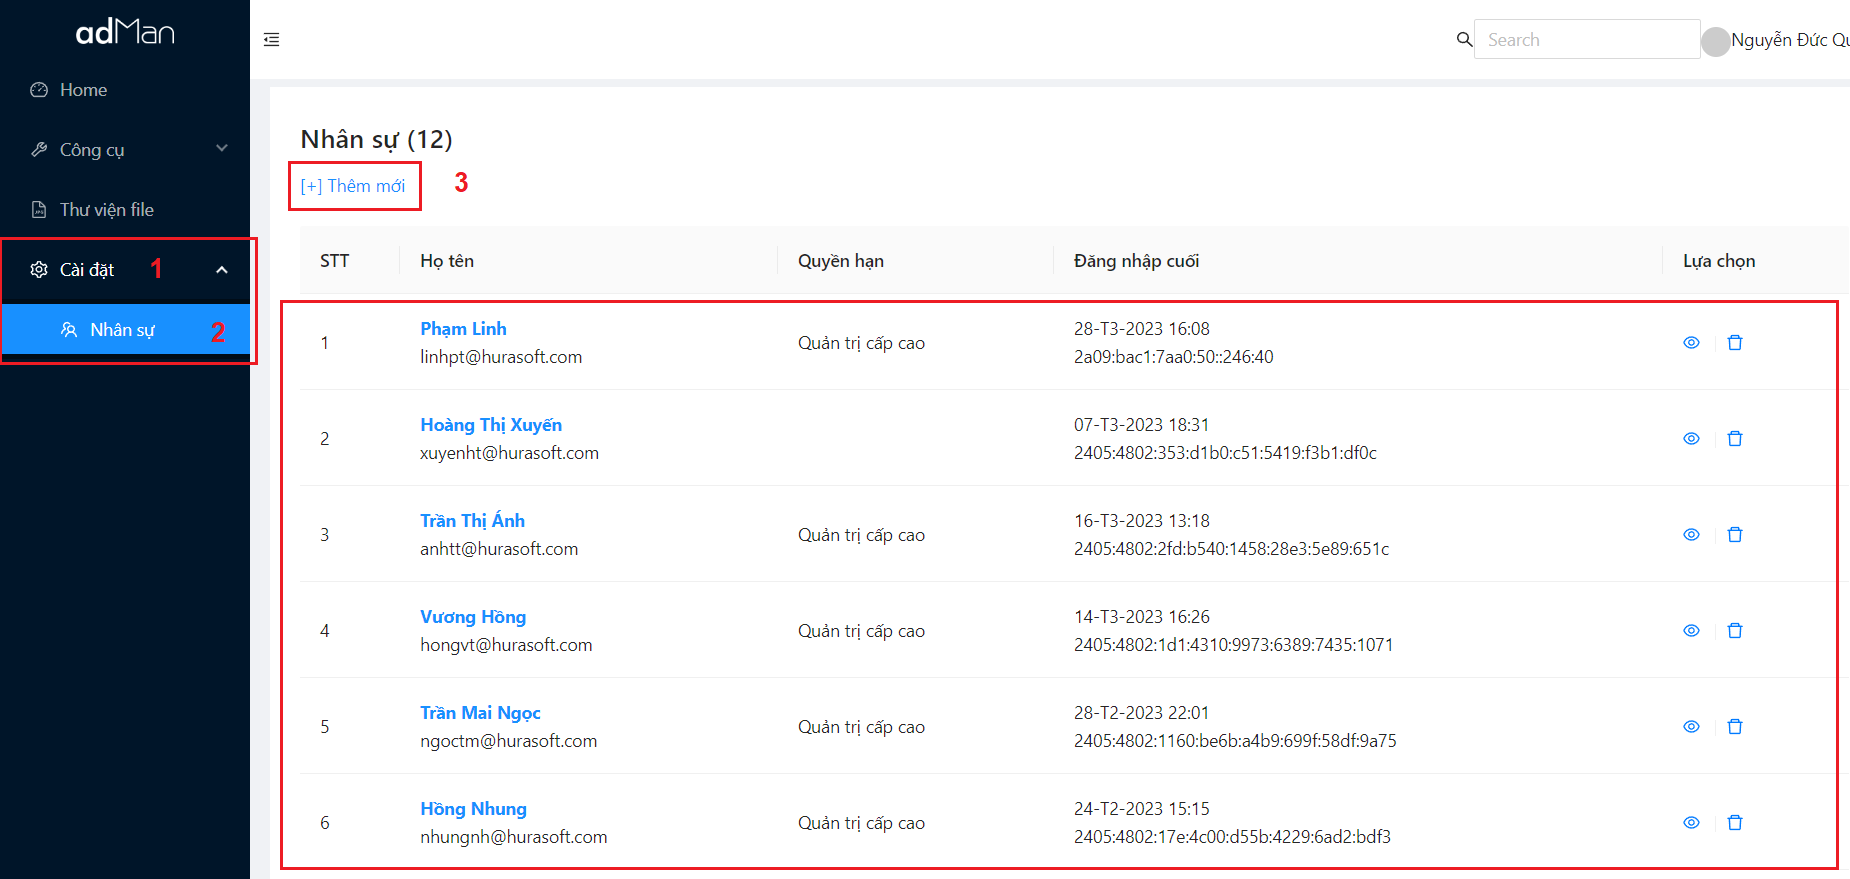 adMan
Search
Nguyễn Đức Qu
Home
Công cụ
Thư viện file
Cài đặt 1
Nhân sự 2
Nhân sự (12)
[+] Thêm mới 3
STT Họ tên Quyền hạn Đăng nhập cuối Lựa chọn
1 Phạm Linh Quản trị cấp cao 28-T3-2023 16:08
linhpt@hurasoft.com 2a09:bac1:7aa0:50::246:40
2 Hoàng Thị Xuyến 07-T3-2023 18:31
xuyenht@hurasoft.com 2405:4802:353:d1b0:c51:5419:f3b1:df0c
3 Trần Thị Ánh Quản trị cấp cao 16-T3-2023 13:18
anhtt@hurasoft.com 2405:4802:2fd:b540:1458:28e3:5e89:651c
4 Vương Hồng Quản trị cấp cao 14-T3-2023 16:26
hongvt@hurasoft.com 2405:4802:1d1:4310:9973:6389:7435:1071
5 Trần Mai Ngọc Quản trị cấp cao 28-T2-2023 22:01
ngoctm@hurasoft.com 2405:4802:1160:be6b:a4b9:699f:58df:9a75
6 Hồng Nhung Quản trị cấp cao 24-T2-2023 15:15
nhungnh@hurasoft.com 2405:4802:17e:4c00:d55b:4229:6ad2:bdf3